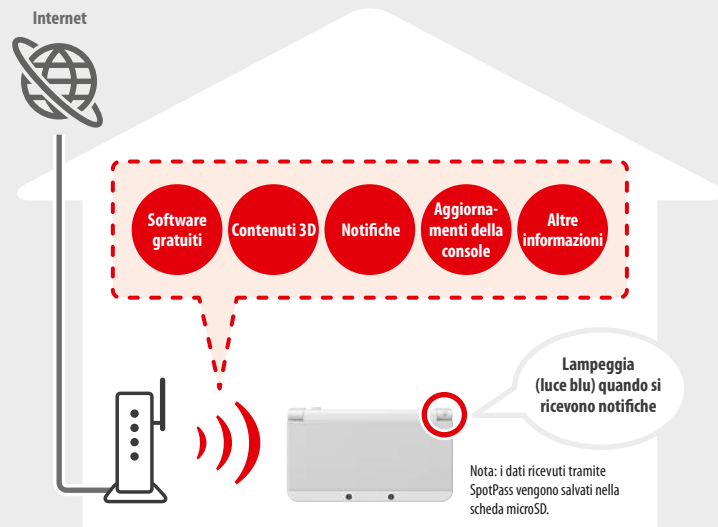 Internet
Software
gratuiti
Contenuti 3D
Notifiche
Aggiorna-
menti della
console
Altre
informazioni
Lampeggia
(luce blu) quando si
ricevono notifiche
Nota: i dati ricevuti tramite
SpotPass vengono salvati nella
scheda microSD.